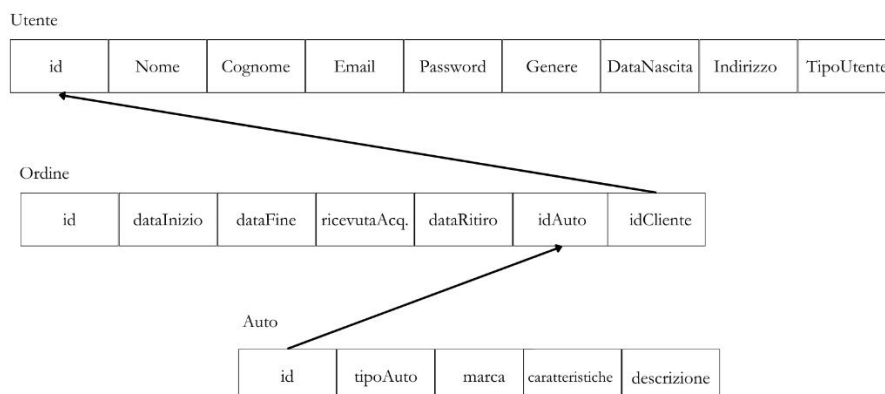 Utente
id Nome Cognome Email Password Genere DataNascita Indirizzo TipoUtente
Ordine
id dataInizio dataFine ricevutaAcq. dataRitiro idAuto idCliente
Auto
id tipoAuto marca caratteristiche descrizione